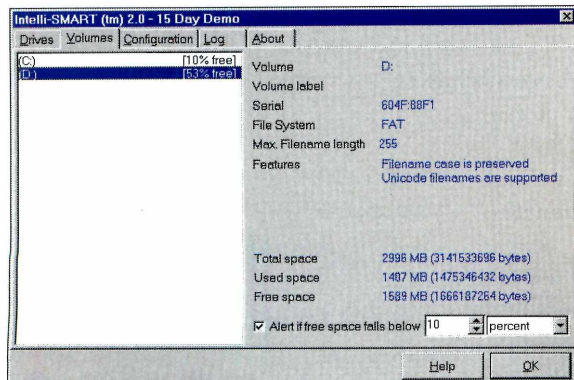 Intelli-SMART (tm) 2.0 - 15 Day Demo
Drives Volumes Configuration Log About
(C:) [10% free]
(D:) [53% free]
Volume D:
Volume label
Serial 604F:88F1
File System FAT
Max. Filename length 255
Features Filename case is preserved
Unicode filenames are supported
Total space 2996 MB (3141533696 bytes)
Used space 1407 MB (1475346432 bytes)
Free space 1589 MB (1666187264 bytes)
Alert if free space falls below 10 percent
Help OK